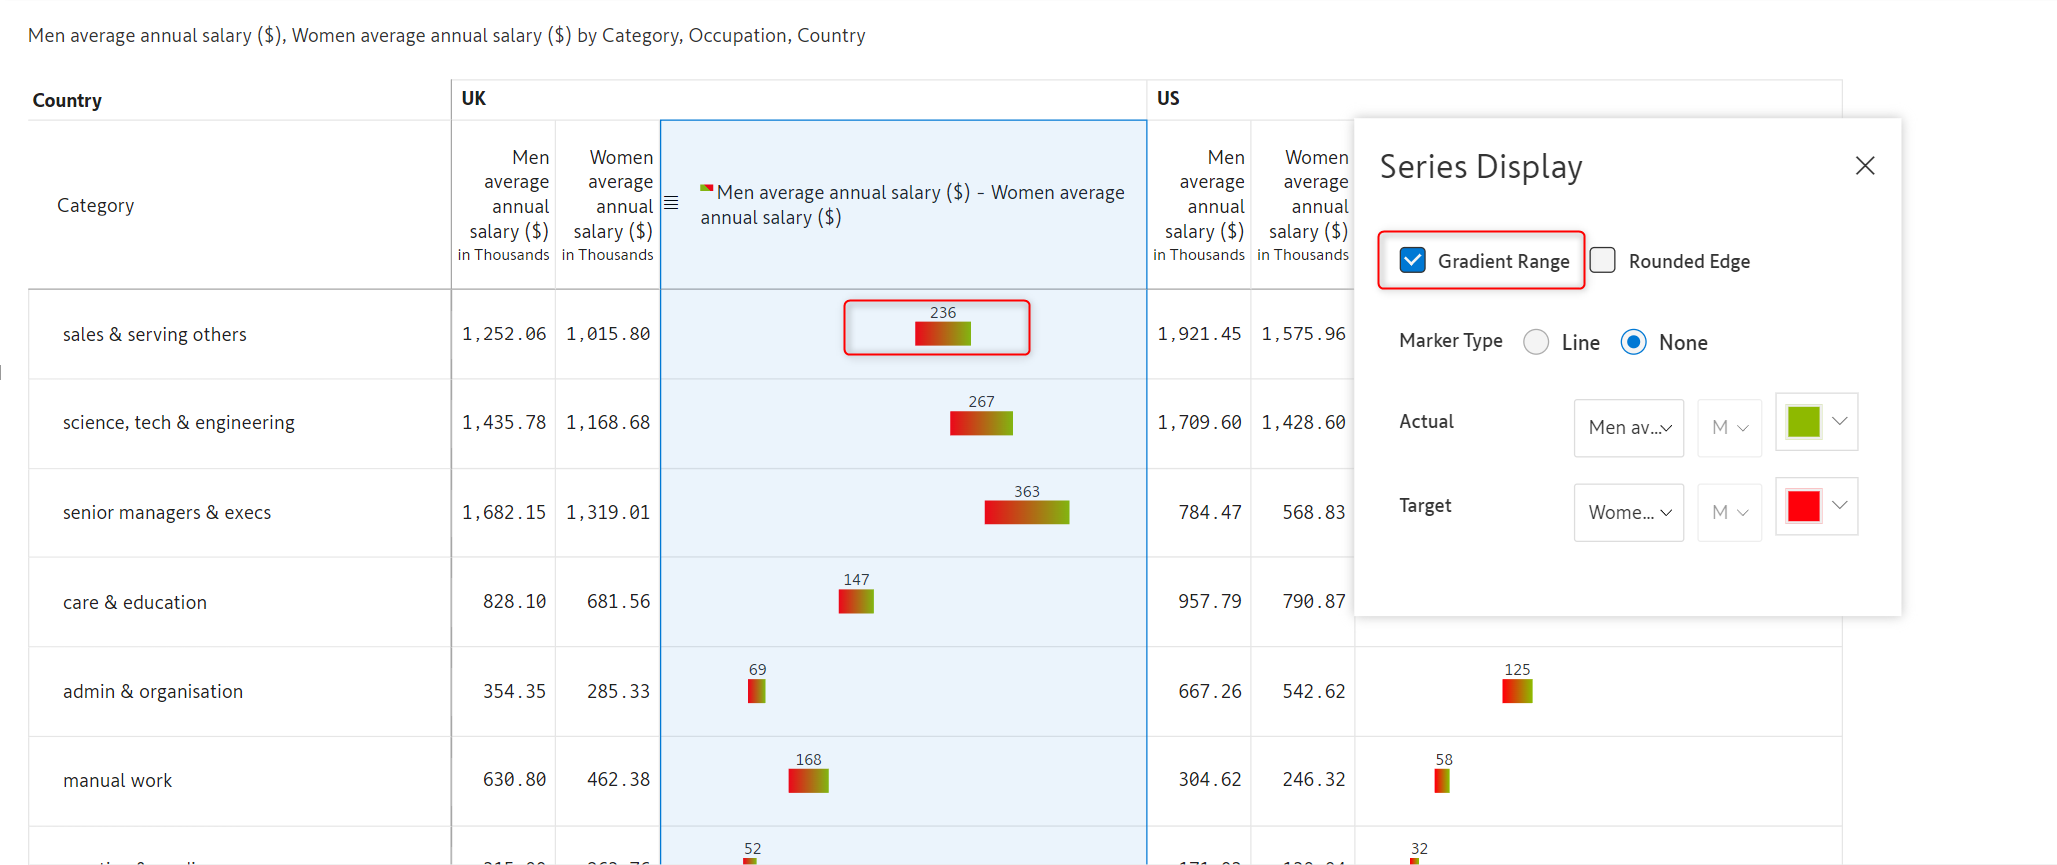 Men average annual salary ($), Women average annual salary ($) by Category, Occupation, Country
Country
UK
US
Category
Men
average
annual
salary ($)
in Thousands
Women
average
annual
salary ($)
in Thousands
Men average annual salary ($) - Women average
annual salary ($)
Men
average
annual
salary ($)
in Thousands
Women
average
annual
salary ($)
in Thousands
sales & serving others 1,252.06 1,015.80 236 1,921.45 1,575.96
science, tech & engineering 1,435.78 1,168.68 267 1,709.60 1,428.60
senior managers & execs 1,682.15 1,319.01 363 784.47 568.83
care & education 828.10 681.56 147 957.79 790.87
admin & organisation 354.35 285.33 69 667.26 542.62 125
manual work 630.80 462.38 168 304.62 246.32 58
52 32
Series Display
Gradient Range Rounded Edge
Marker Type Line None
Actual Men av... M
Target Wome... M